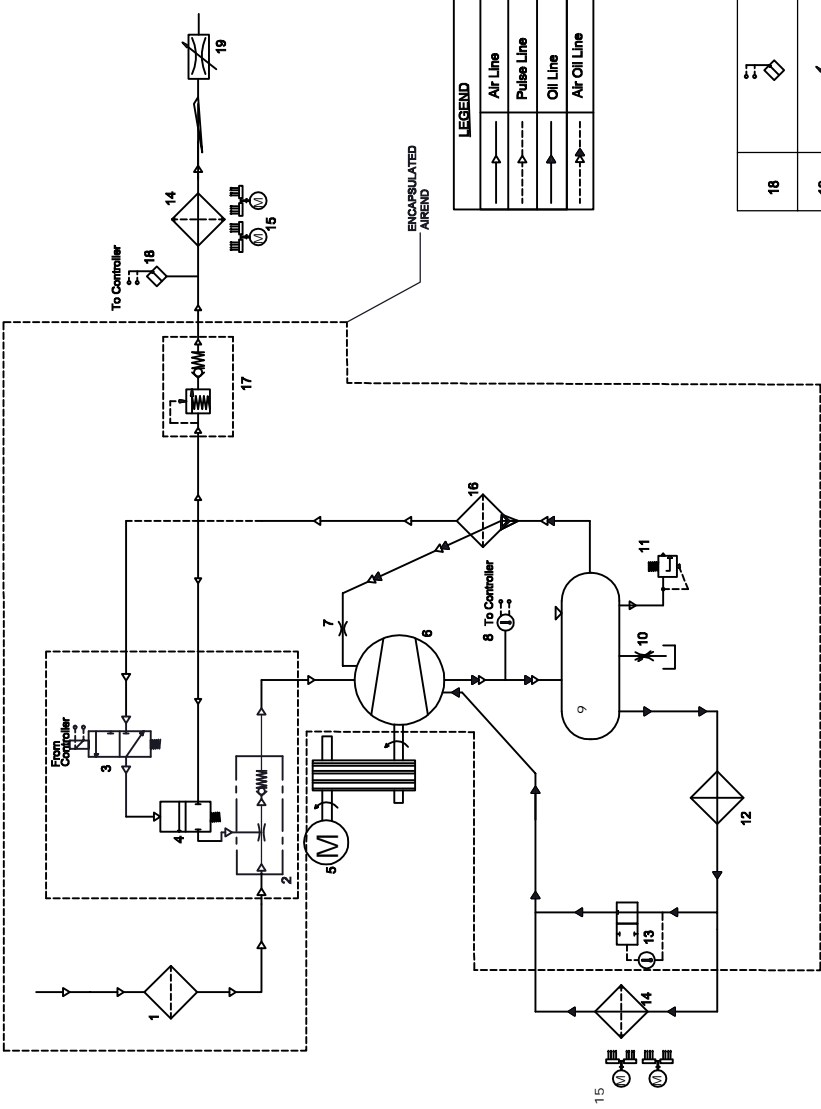 19
14
To Controller
18
M
M
15
LEGEND
Air Line
Pulse Line
Oil Line
Air Oil Line
18
ENCAPSULATED
AIREND
17
16
From
Controller
3
4
2
7
6
8
To Controller
11
10
9
M
5
1
12
13
14
15
M
M